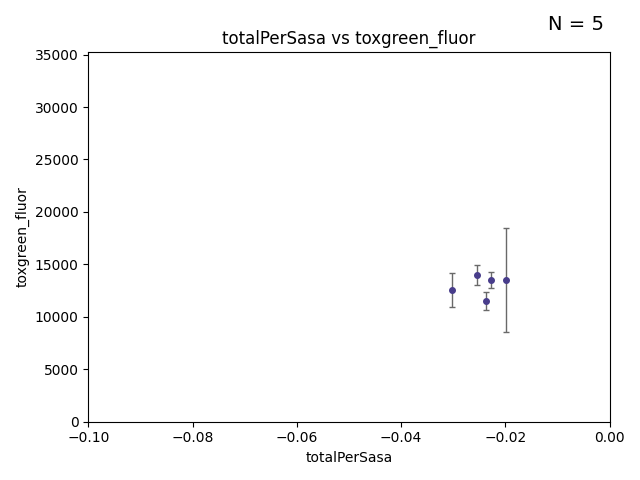 N = 5
totalPerSasa vs toxgreen_fluor
35000
30000
25000
20000
15000
10000
5000
0
toxgreen_fluor
−0.10 −0.08 −0.06 −0.04 −0.02 0.00
totalPerSasa